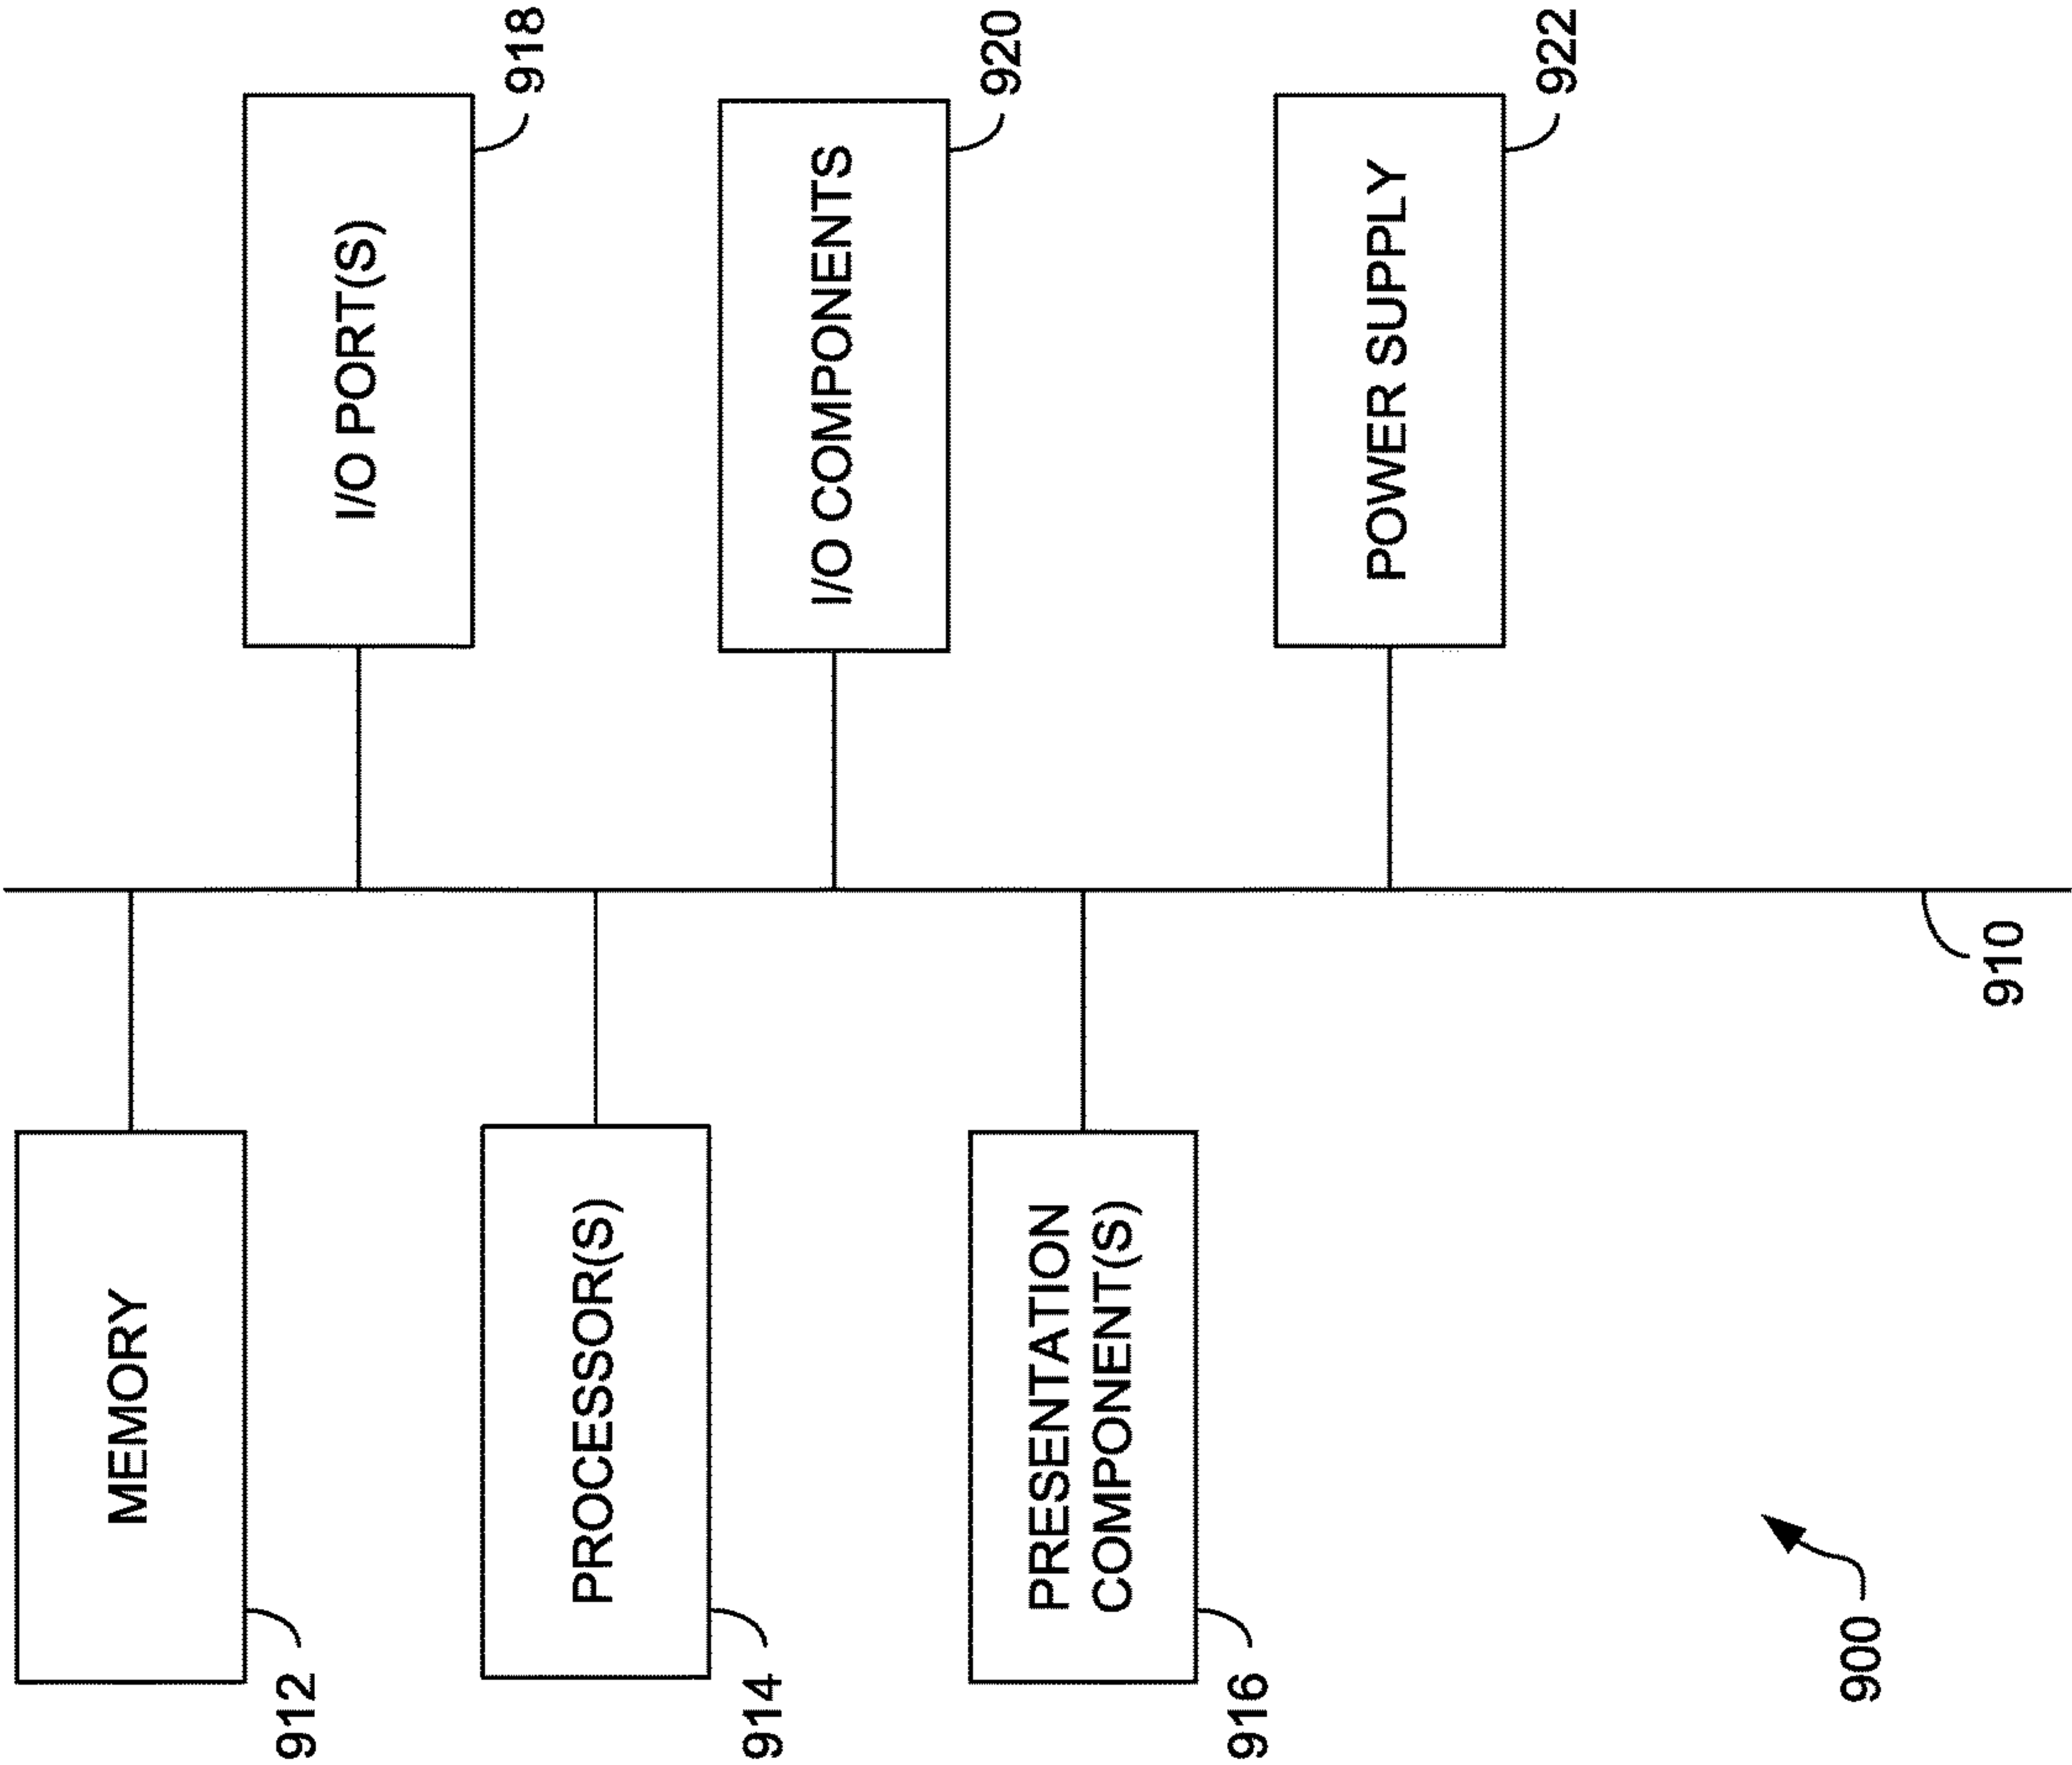 MEMORY
912
PROCESSOR(S)
914
PRESENTATION
COMPONENT(S)
916
I/O PORT(S)
918
I/O COMPONENTS
920
POWER SUPPLY
922
910
900